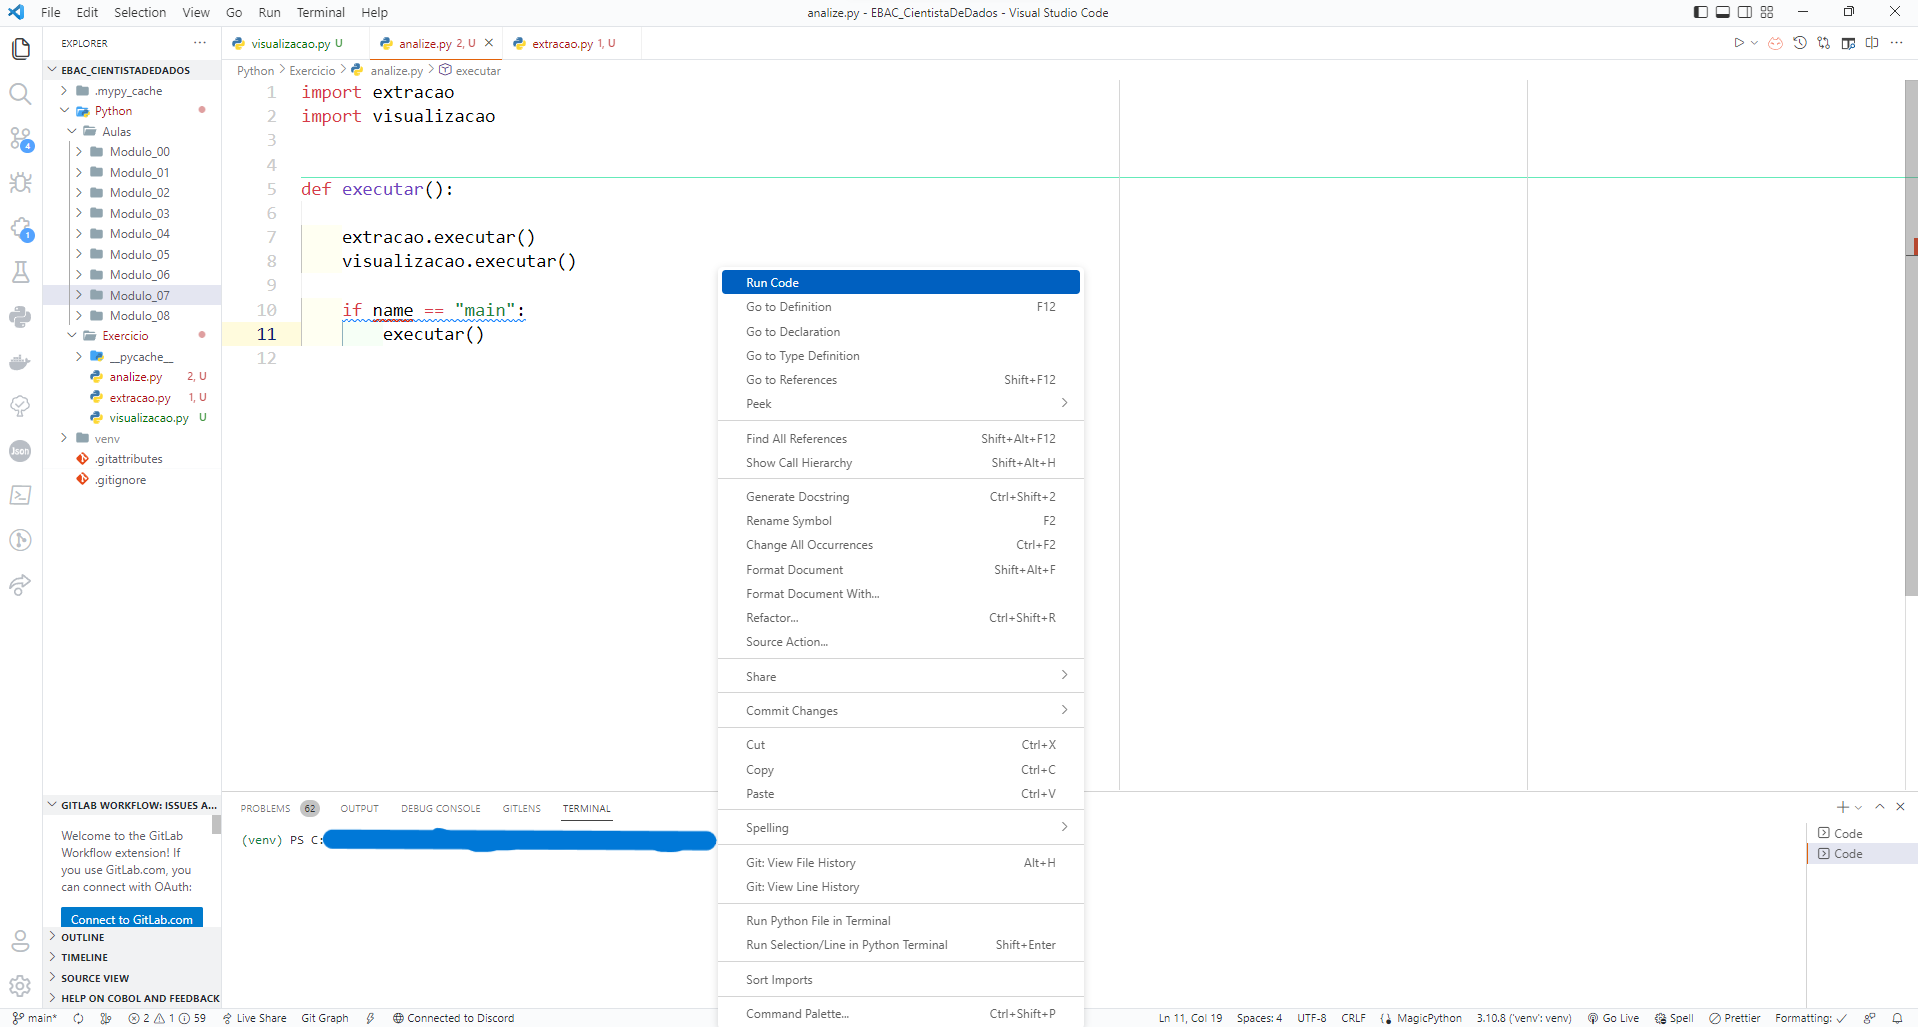 File Edit Selection View Go Run Terminal Help
analize.py - EBAC_CientistaDeDados - Visual Studio Code
EXPLORER ...
visualizacao.py U
analize.py 2, U
extracao.py 1, U
Python > Exercicio > analize.py > executar
EBAC_CIENTISTADEDADOS
.mypy_cache
Python
Aulas
Modulo_00
Modulo_01
Modulo_02
Modulo_03
Modulo_04
Modulo_05
Modulo_06
Modulo_07
Modulo_08
Exercicio
__pycache__
analize.py 2, U
extracao.py 1, U
visualizacao.py U
venv
.gitattributes
.gitignore
4
1
Json
1 import extracao
2 import visualizacao
3
4
5 def executar():
6
7 extracao.executar()
8 visualizacao.executar()
9
10 if name == "main":
11 executar()
12
Run Code
Go to Definition F12
Go to Declaration
Go to Type Definition
Go to References Shift+F12
Peek
Find All References Shift+Alt+F12
Show Call Hierarchy Shift+Alt+H
Generate Docstring Ctrl+Shift+2
Rename Symbol F2
Change All Occurrences Ctrl+F2
Format Document Shift+Alt+F
Format Document With...
Refactor... Ctrl+Shift+R
Source Action...
Share
Commit Changes
Cut Ctrl+X
Copy Ctrl+C
Paste Ctrl+V
Spelling
Git: View File History Alt+H
Git: View Line History
Run Python File in Terminal
Run Selection/Line in Python Terminal Shift+Enter
Sort Imports
Command Palette... Ctrl+Shift+P
GITLAB WORKFLOW: ISSUES A...
Welcome to the GitLab
Workflow extension! If
you use GitLab.com, you
can connect with OAuth:
Connect to GitLab.com
OUTLINE
TIMELINE
SOURCE VIEW
HELP ON COBOL AND FEEDBACK
PROBLEMS 62 OUTPUT DEBUG CONSOLE GITLENS TERMINAL
(venv) PS C:
Code
Code
main* 2 1 59 Live Share Git Graph Connected to Discord
Ln 11, Col 19 Spaces: 4 UTF-8 CRLF MagicPython 3.10.8 ('venv': venv) Go Live Spell Prettier Formatting: